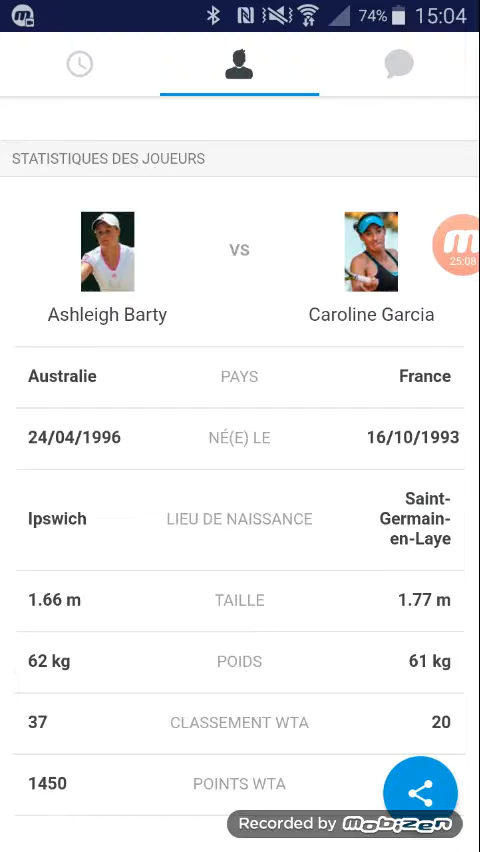 74% 15:04
STATISTIQUES DES JOUEURS
VS
25:08
Ashleigh Barty Caroline Garcia
Australie PAYS France
24/04/1996 NÉ(E) LE 16/10/1993
Ipswich LIEU DE NAISSANCE Saint-
Germain-
en-Laye
1.66 m TAILLE 1.77 m
62 kg POIDS 61 kg
37 CLASSEMENT WTA 20
1450 POINTS WTA
Recorded by mobizen